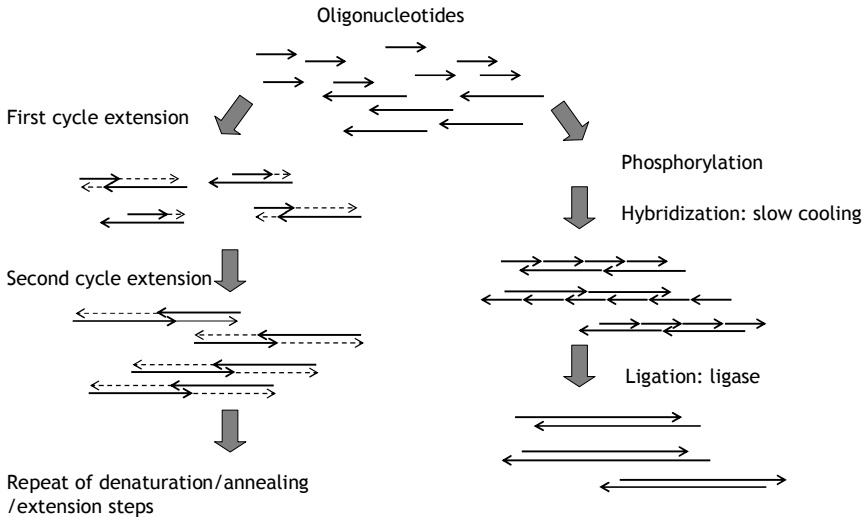 Oligonucleotides
First cycle extension
Second cycle extension
Repeat of denaturation/annealing
/extension steps
Phosphorylation
Hybridization: slow cooling
Ligation: ligase